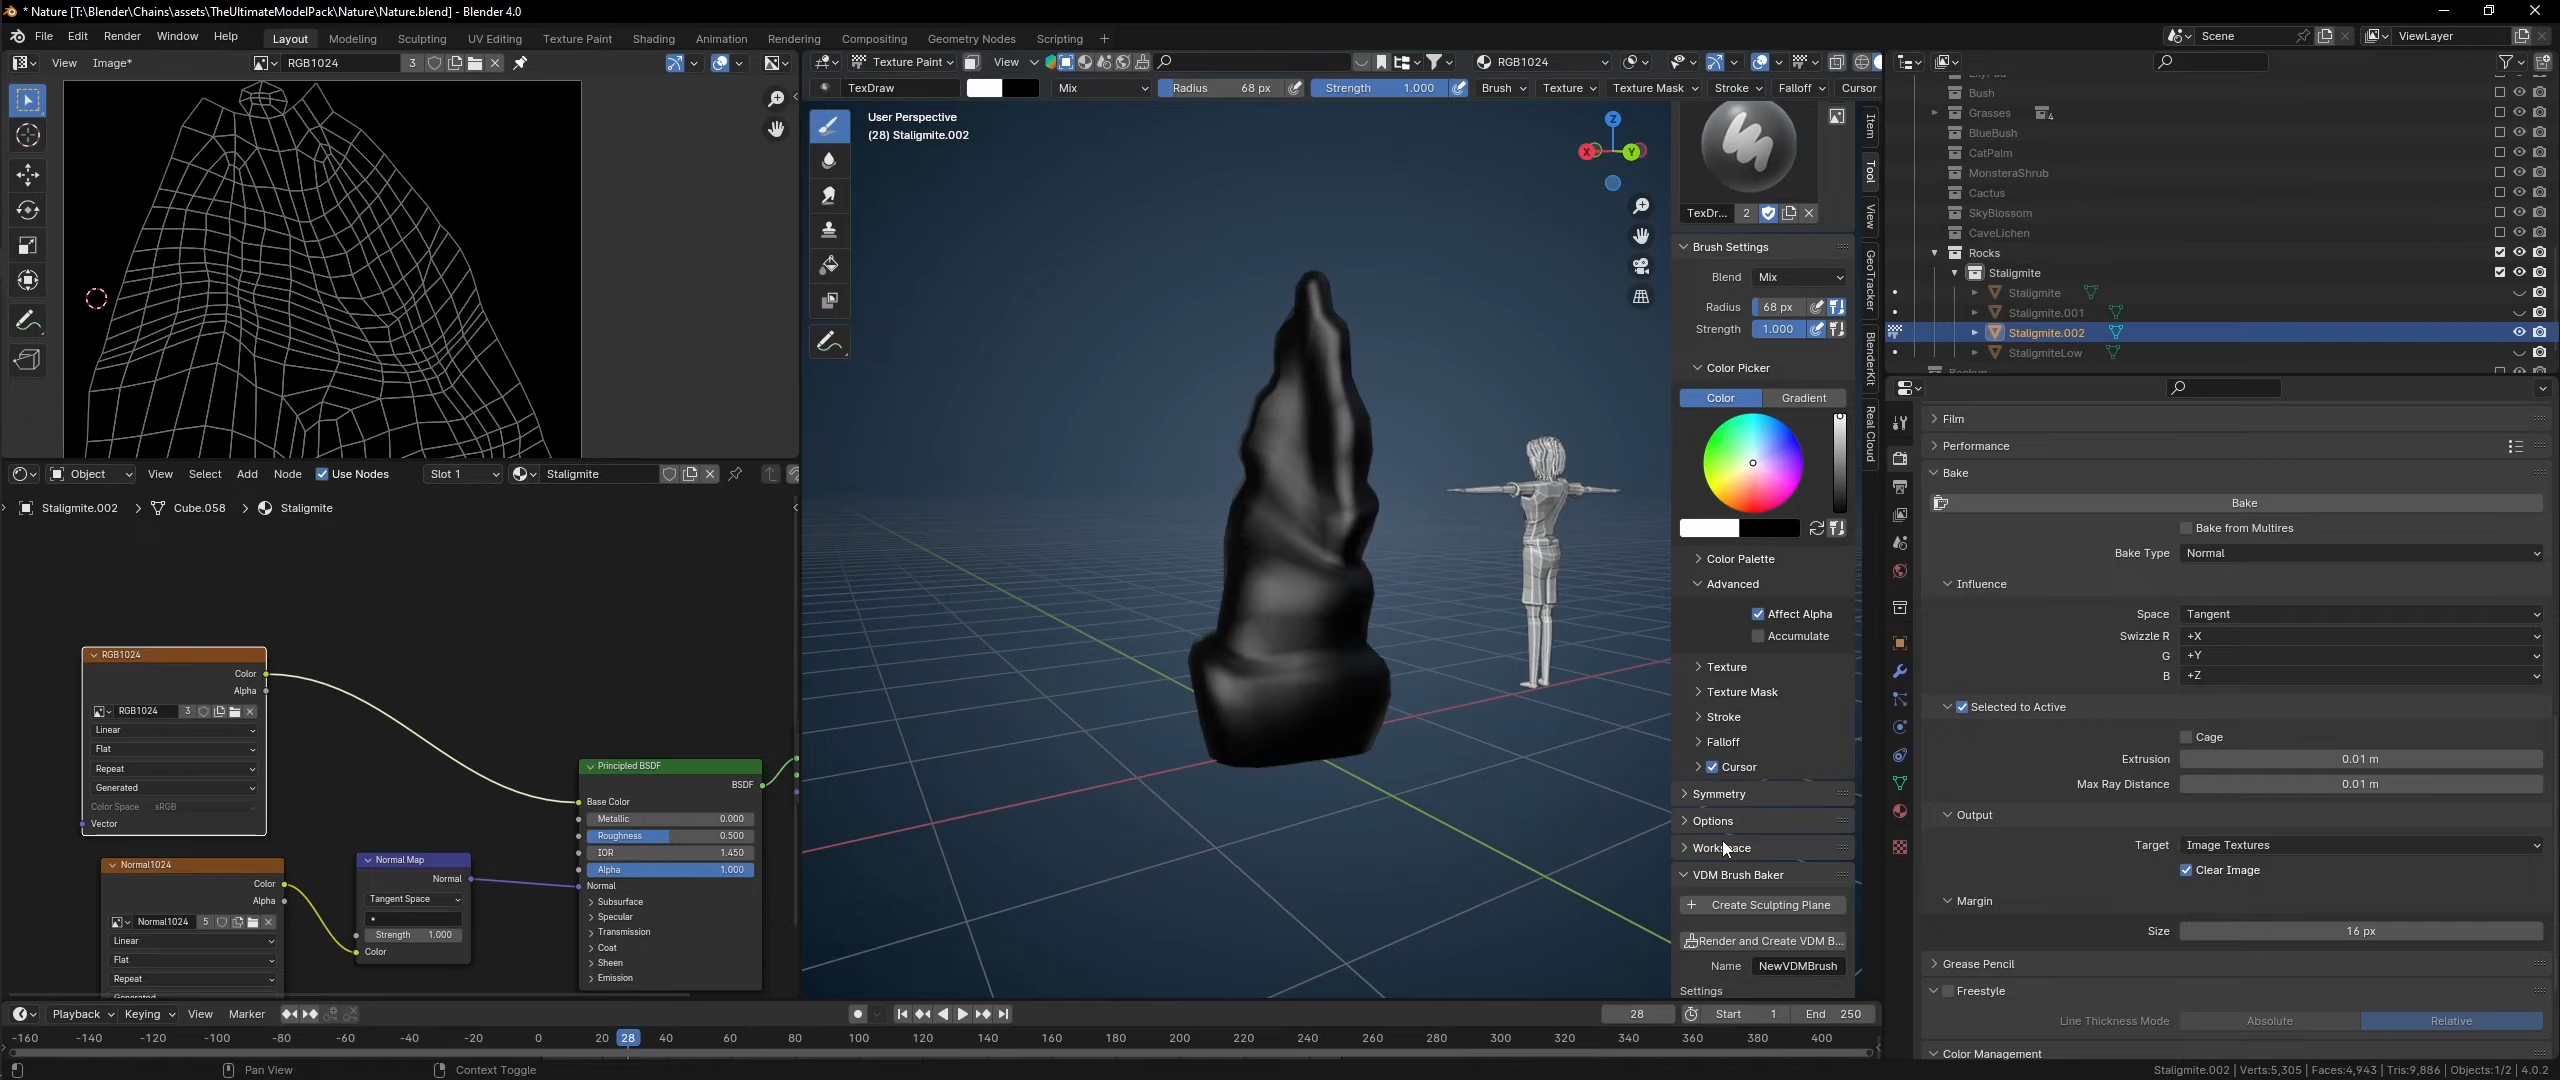 * Nature [T:\Blender\Chains\assets\TheUltimateModelPack\Nature\Nature.blend] - Blender 4.0
File Edit Render Window Help Layout Modeling Sculpting UV Editing Texture Paint Shading Animation Rendering Compositing Geometry Nodes Scripting +
Scene ViewLayer
View Image* RGB1024 3
Texture Paint View RGB1024
TexDraw Mix Radius 68 px Strength 1.000 Brush Texture Texture Mask Stroke Falloff Cursor
User Perspective
(28) Staligmite.002
Z
X Y
Item
Tool
View
GeoTracker
BlenderKit
Real Cloud
TexDr... 2
Brush Settings
Blend Mix
Radius 68 px
Strength 1.000
Color Picker
Color Gradient
Color Palette
Advanced
Affect Alpha
Accumulate
Texture
Texture Mask
Stroke
Falloff
Cursor
Symmetry
Options
Workspace
VDM Brush Baker
Create Sculpting Plane
Render and Create VDM B...
Name NewVDMBrush
Settings
Object View Select Add Node Use Nodes Slot 1 Staligmite
Staligmite.002 > Cube.058 > Staligmite
RGB1024
Color
Alpha
RGB1024 3
Linear
Flat
Repeat
Generated
Color Space sRGB
Vector
Normal1024
Color
Alpha
Normal1024 5
Linear
Flat
Repeat
Generated
Normal Map
Normal
Tangent Space
Strength 1.000
Color
Principled BSDF
BSDF
Base Color
Metallic 0.000
Roughness 0.500
IOR 1.450
Alpha 1.000
Normal
Subsurface
Specular
Transmission
Coat
Sheen
Emission
Bush
Grasses 4
BlueBush
CatPalm
MonsteraShrub
Cactus
SkyBlossom
CaveLichen
Rocks
Staligmite
Staligmite
Staligmite.001
Staligmite.002
StaligmiteLow
Film
Performance
Bake
Bake
Bake from Multires
Bake Type Normal
Influence
Space Tangent
Swizzle R +X
G +Y
B +Z
Selected to Active
Cage
Extrusion 0.01 m
Max Ray Distance 0.01 m
Output
Target Image Textures
Clear Image
Margin
Size 16 px
Grease Pencil
Freestyle
Line Thickness Mode Absolute Relative
Color Management
Playback Keying View Marker 28 Start 1 End 250
-160 -140 -120 -100 -80 -60 -40 -20 0 20 28 40 60 80 100 120 140 160 180 200 220 240 260 280 300 320 340 360 380 400
Pan View Context Toggle Staligmite.002 | Verts:5,305 | Faces:4,943 | Tris:9,886 | Objects:1/2 | 4.0.2